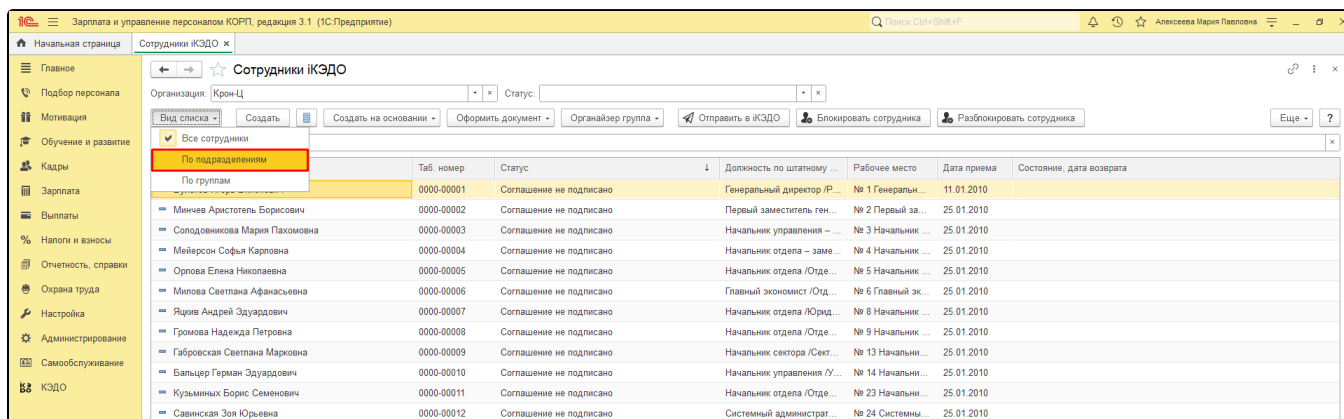 1С Зарплата и управление персоналом КОРП, редакция 3.1 (1С:Предприятие) Поиск Ctrl+Shift+F Алексеева Мария Павловна
Начальная страница Сотрудники iКЭДО ×
Главное
Подбор персонала
Мотивация
Обучение и развитие
Кадры
Зарплата
Выплаты
Налоги и взносы
Отчетность, справки
Охрана труда
Настройка
Администрирование
Самообслуживание
КЭДО
Сотрудники iКЭДО
Организация: Крон-Ц Статус:
Вид списка Создать Создать на основании Оформить документ Органайзер группа Отправить в iКЭДО Блокировать сотрудника Разблокировать сотрудника Еще ?
Все сотрудники
По подразделениям
По группам
Таб. номер Статус ↓ Должность по штатному ... Рабочее место Дата приема Состояние, дата возврата
0000-00001 Соглашение не подписано Генеральный директор /Р... № 1 Генеральн... 11.01.2010
Минчев Аристотель Борисович 0000-00002 Соглашение не подписано Первый заместитель ген... № 2 Первый за... 25.01.2010
Солодовникова Мария Пахомовна 0000-00003 Соглашение не подписано Начальник управления – ... № 3 Начальник ... 25.01.2010
Мейерсон Софья Карповна 0000-00004 Соглашение не подписано Начальник отдела – заме... № 4 Начальник ... 25.01.2010
Орлова Елена Николаевна 0000-00005 Соглашение не подписано Начальник отдела /Отде... № 5 Начальник ... 25.01.2010
Милова Светлана Афанасьевна 0000-00006 Соглашение не подписано Главный экономист /Отд... № 6 Главный эк... 25.01.2010
Яцкив Андрей Эдуардович 0000-00007 Соглашение не подписано Начальник отдела /Юрид... № 8 Начальник ... 25.01.2010
Громова Надежда Петровна 0000-00008 Соглашение не подписано Начальник отдела /Отде... № 9 Начальник ... 25.01.2010
Габровская Светлана Марковна 0000-00009 Соглашение не подписано Начальник сектора /Сект... № 13 Начальни... 25.01.2010
Бальцер Герман Эдуардович 0000-00010 Соглашение не подписано Начальник управления /У... № 14 Начальни... 25.01.2010
Кузьминых Борис Семенович 0000-00011 Соглашение не подписано Начальник отдела /Отде... № 23 Начальни... 25.01.2010
Савинская Зоя Юрьевна 0000-00012 Соглашение не подписано Системный администрат... № 24 Системны... 25.01.2010